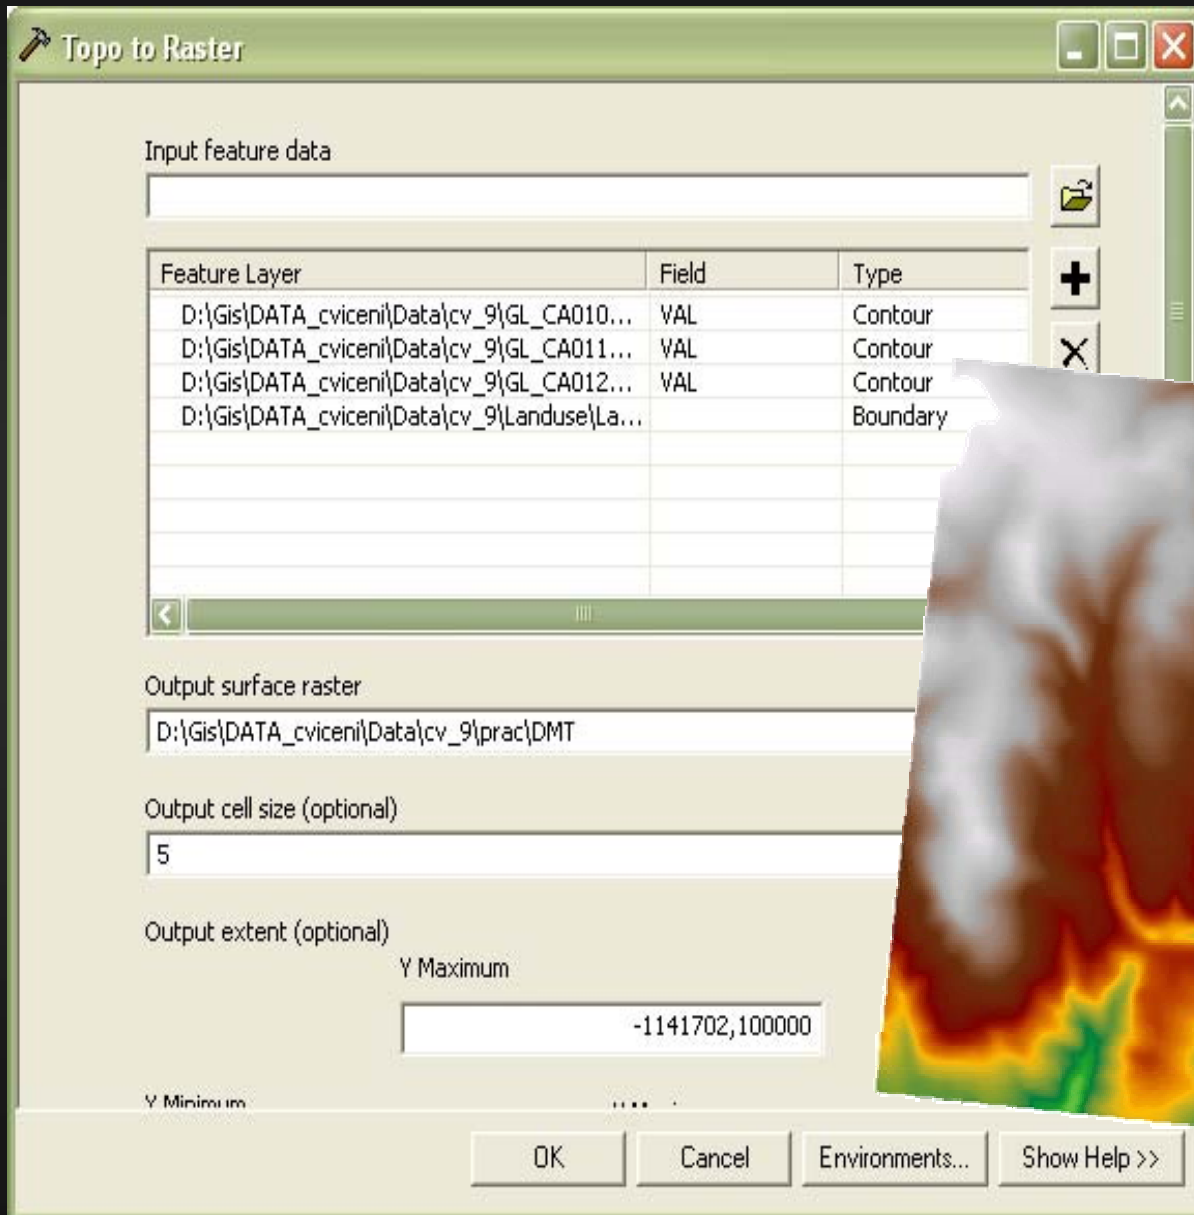 Topo to Raster
Input feature data
Feature Layer Field Type
D:\Gis\DATA_cviceni\Data\cv_9\GL_CA010... VAL Contour
D:\Gis\DATA_cviceni\Data\cv_9\GL_CA011... VAL Contour
D:\Gis\DATA_cviceni\Data\cv_9\GL_CA012... VAL Contour
D:\Gis\DATA_cviceni\Data\cv_9\Landuse\La... Boundary
Output surface raster
D:\Gis\DATA_cviceni\Data\cv_9\prac\DMT
Output cell size (optional)
5
Output extent (optional)
Y Maximum
-1141702,100000
Minimum
OK Cancel Environments... Show Help >>